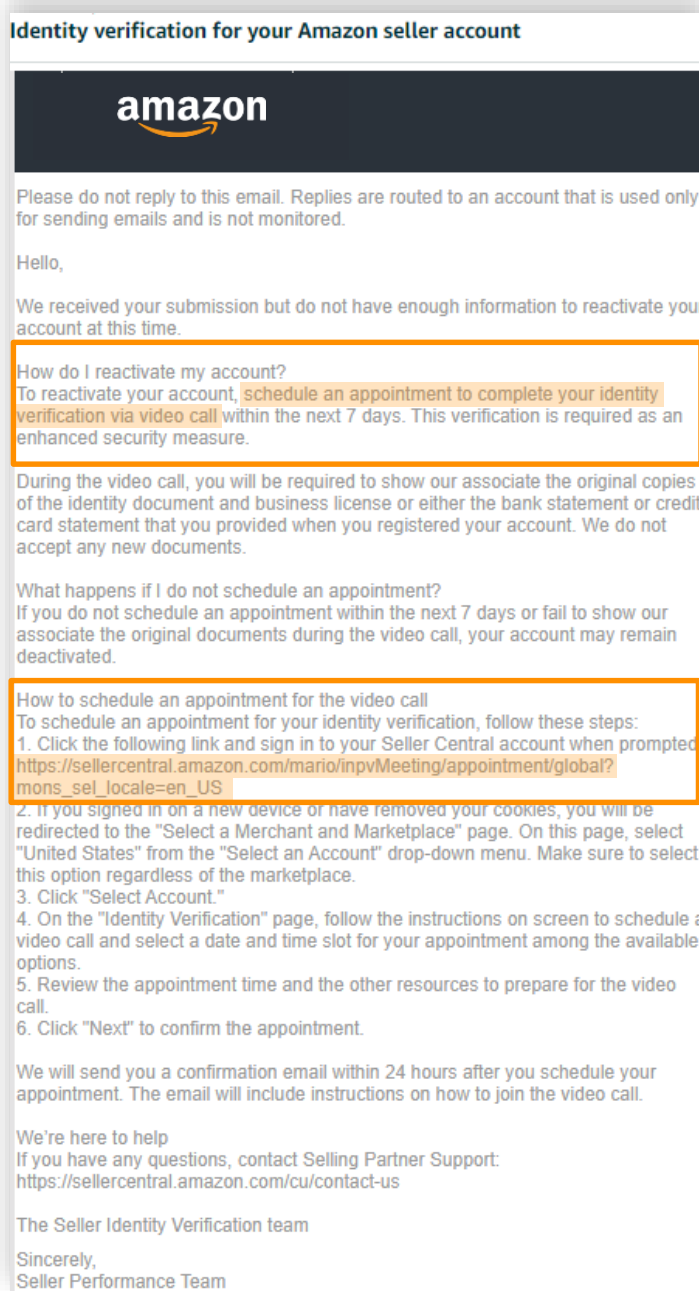 Identity verification for your Amazon seller account
amazon
Please do not reply to this email. Replies are routed to an account that is used only
for sending emails and is not monitored.
Hello,
We received your submission but do not have enough information to reactivate your
account at this time.
How do I reactivate my account?
To reactivate your account, schedule an appointment to complete your identity
verification via video call within the next 7 days. This verification is required as an
enhanced security measure.
During the video call, you will be required to show our associate the original copies
of the identity document and business license or either the bank statement or credit
card statement that you provided when you registered your account. We do not
accept any new documents.
What happens if I do not schedule an appointment?
If you do not schedule an appointment within the next 7 days or fail to show our
associate the original documents during the video call, your account may remain
deactivated.
How to schedule an appointment for the video call
To schedule an appointment for your identity verification, follow these steps:
1. Click the following link and sign in to your Seller Central account when prompted
https://sellercentral.amazon.com/mario/inpvMeeting/appointment/global?
mons_sel_locale=en_US
2. If you signed in on a new device or have removed your cookies, you will be
redirected to the "Select a Merchant and Marketplace" page. On this page, select
"United States" from the "Select an Account" drop-down menu. Make sure to select
this option regardless of the marketplace.
3. Click "Select Account."
4. On the "Identity Verification" page, follow the instructions on screen to schedule a
video call and select a date and time slot for your appointment among the available
options.
5. Review the appointment time and the other resources to prepare for the video
call.
6. Click "Next" to confirm the appointment.
We will send you a confirmation email within 24 hours after you schedule your
appointment. The email will include instructions on how to join the video call.
We're here to help
If you have any questions, contact Selling Partner Support:
https://sellercentral.amazon.com/cu/contact-us
The Seller Identity Verification team
Sincerely,
Seller Performance Team